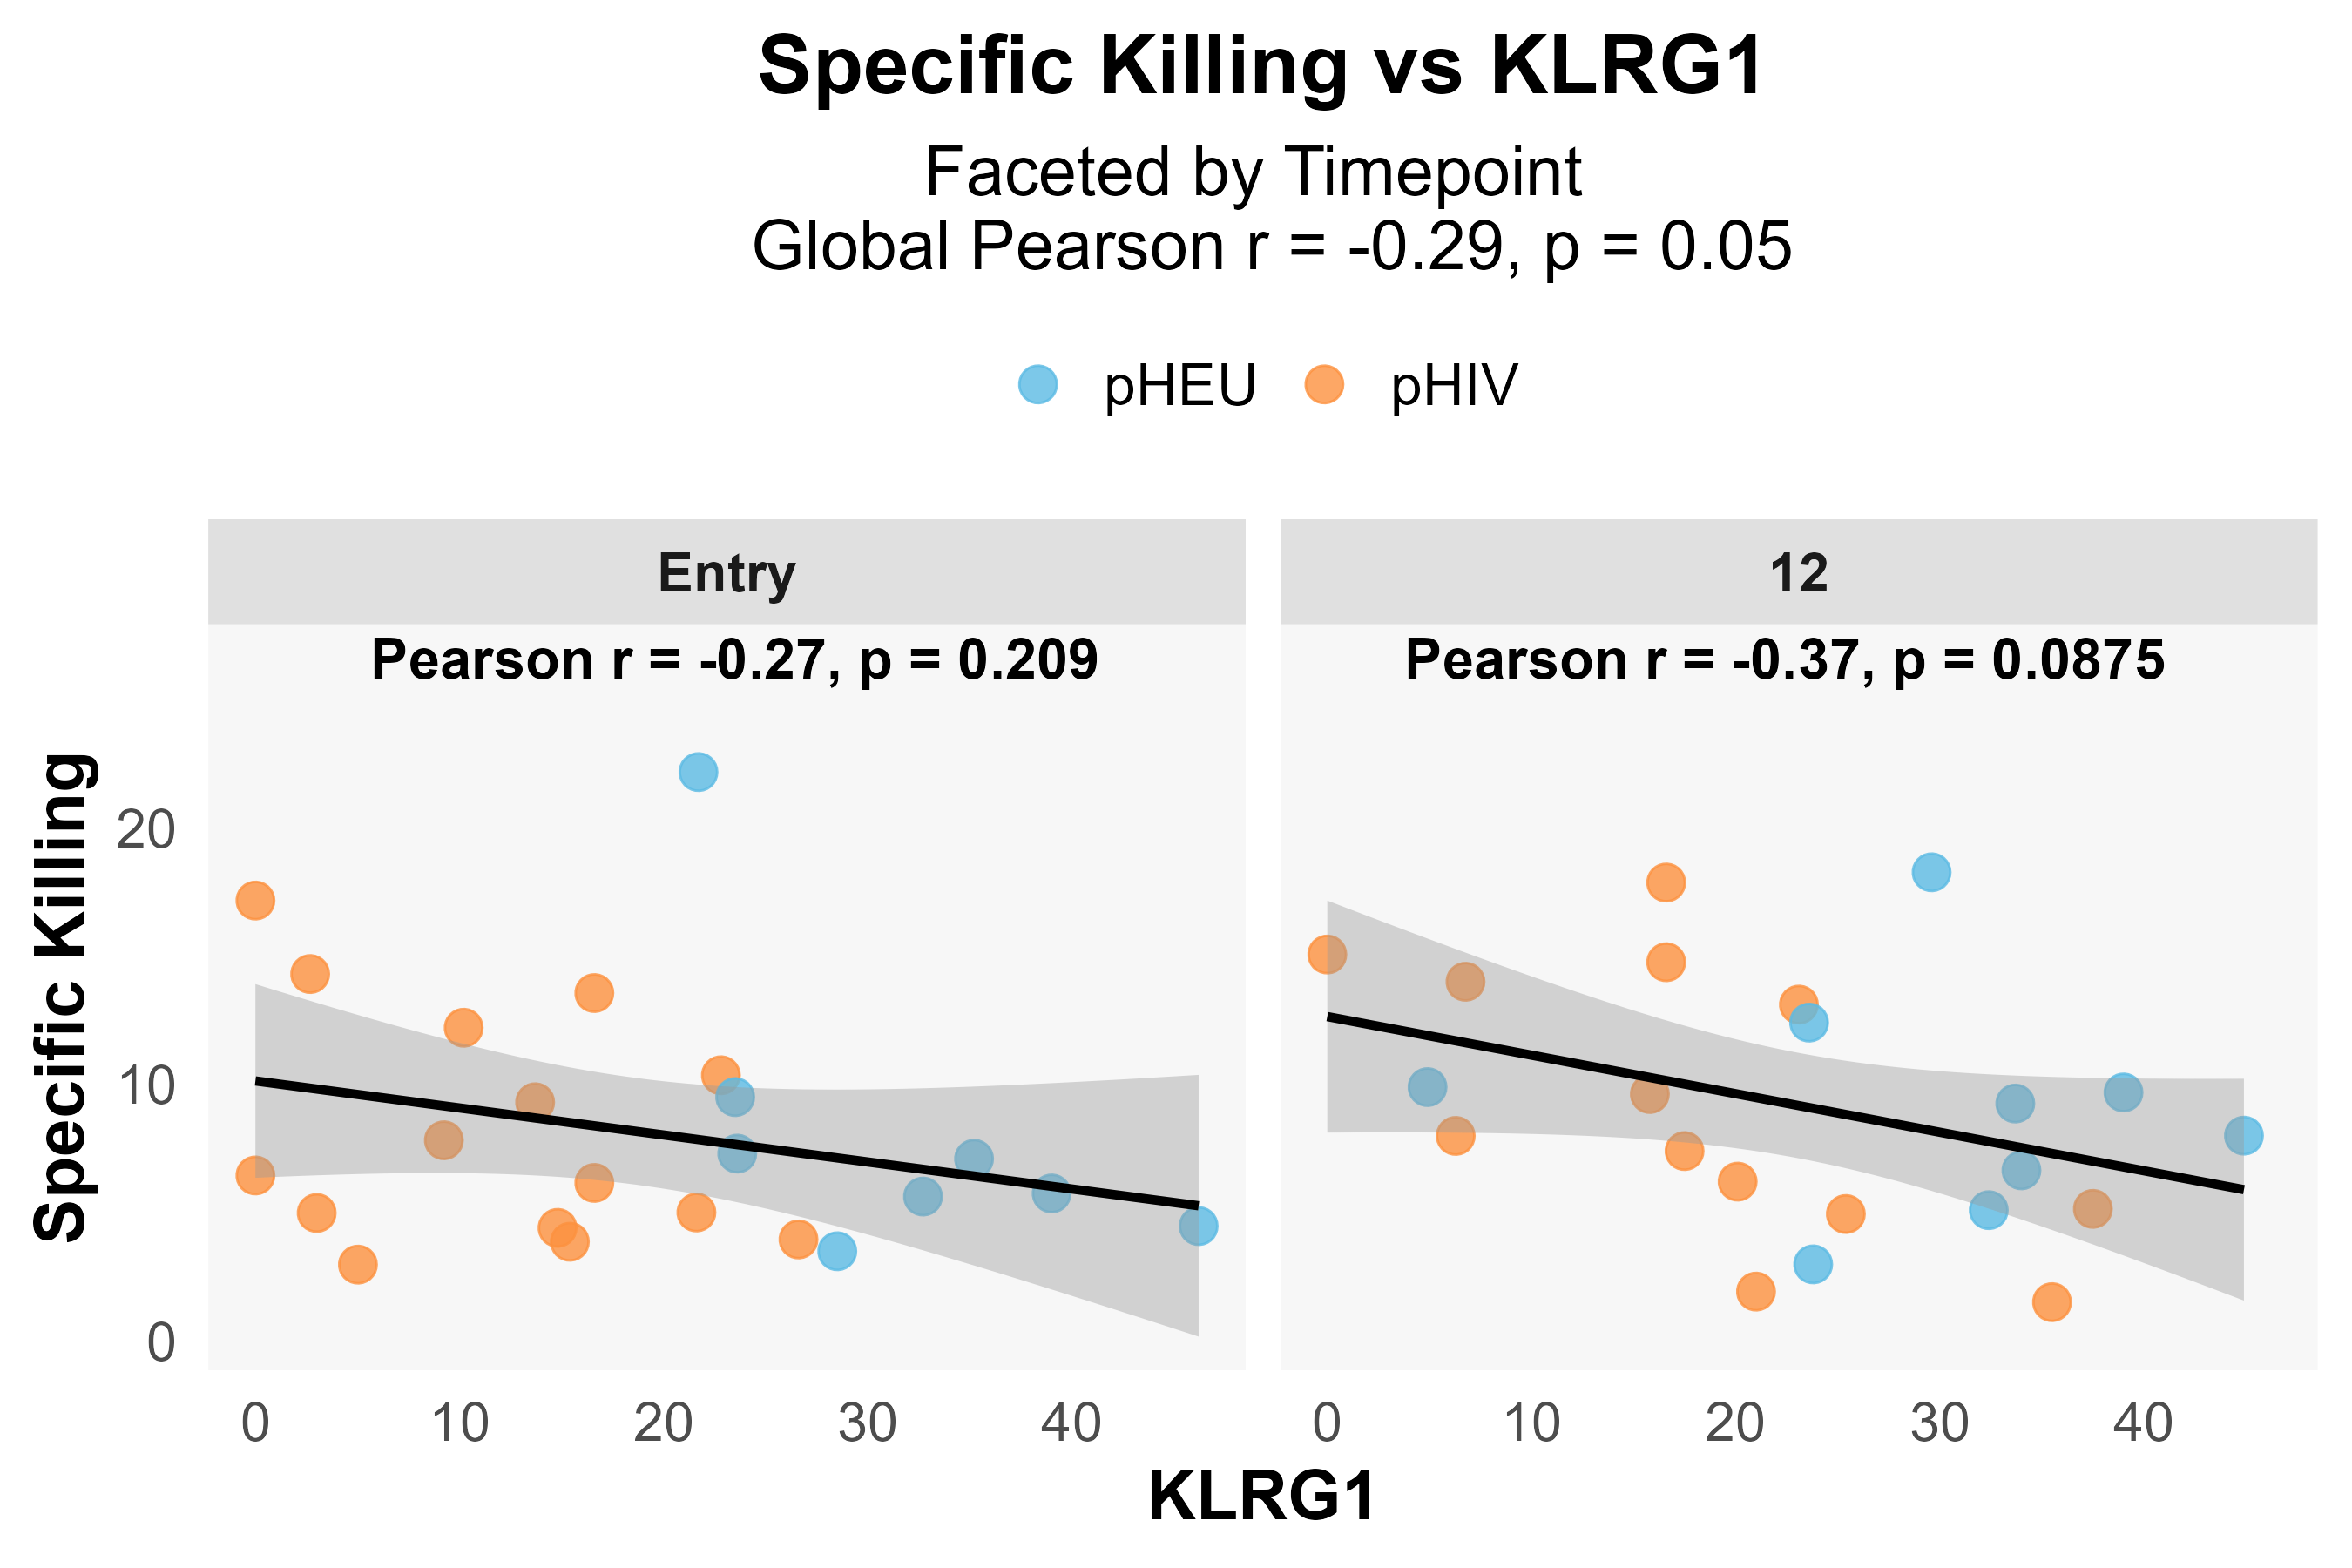 Specific Killing vs KLRG1
Faceted by Timepoint
Global Pearson r = -0.29, p = 0.05
pHEU pHIV
Entry 12
Pearson r = -0.27, p = 0.209 Pearson r = -0.37, p = 0.0875
Specific Killing
20
10
0
0 10 20 30 40 0 10 20 30 40
KLRG1